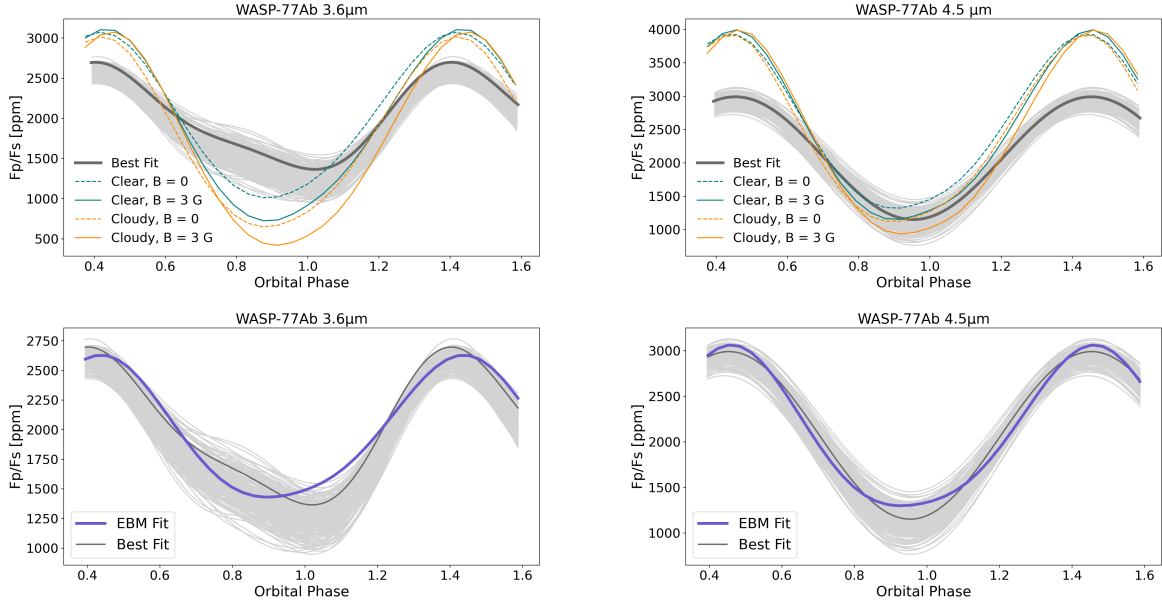 WASP-77Ab 3.6μm
3000
2500
2000
1500
1000
500
Fp/Fs [ppm]
Best Fit
Clear, B = 0
Clear, B = 3 G
Cloudy, B = 0
Cloudy, B = 3 G
0.4 0.6 0.8 1.0 1.2 1.4 1.6
Orbital Phase
WASP-77Ab 4.5 μm
4000
3500
3000
2500
2000
1500
1000
Fp/Fs [ppm]
Best Fit
Clear, B = 0
Clear, B = 3 G
Cloudy, B = 0
Cloudy, B = 3 G
0.4 0.6 0.8 1.0 1.2 1.4 1.6
Orbital Phase
WASP-77Ab 3.6μm
2750
2500
2250
2000
1750
1500
1250
1000
Fp/Fs [ppm]
EBM Fit
Best Fit
0.4 0.6 0.8 1.0 1.2 1.4 1.6
Orbital Phase
WASP-77Ab 4.5μm
3000
2500
2000
1500
1000
Fp/Fs [ppm]
EBM Fit
Best Fit
0.4 0.6 0.8 1.0 1.2 1.4 1.6
Orbital Phase